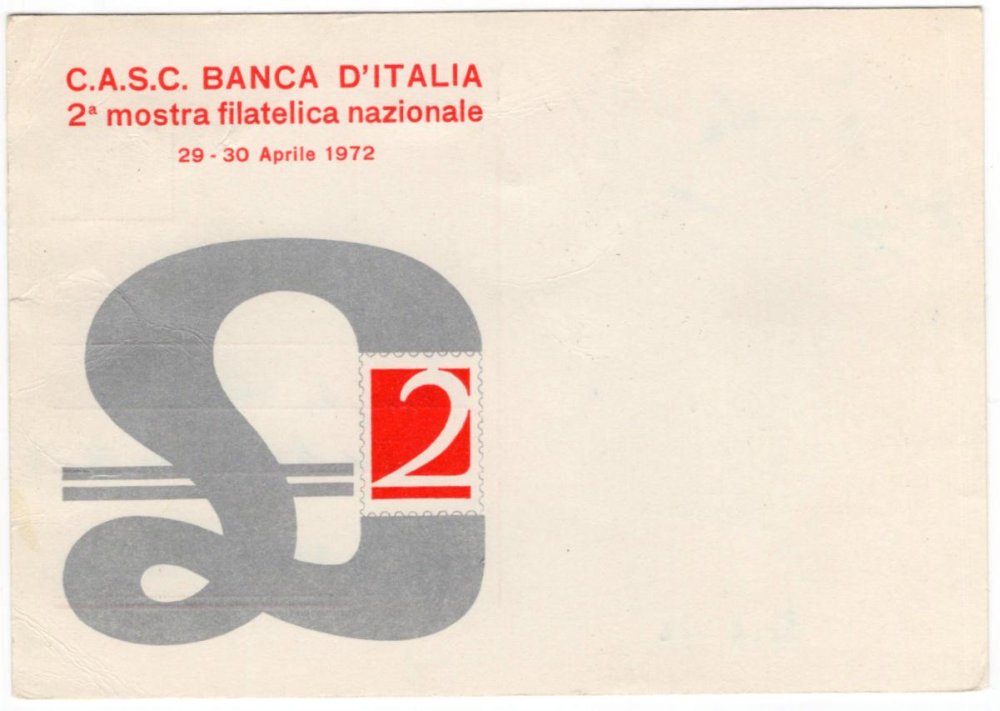 C.A.S.C. BANCA D'ITALIA
2ª mostra filatelica nazionale
29 - 30 Aprile 1972
£
2